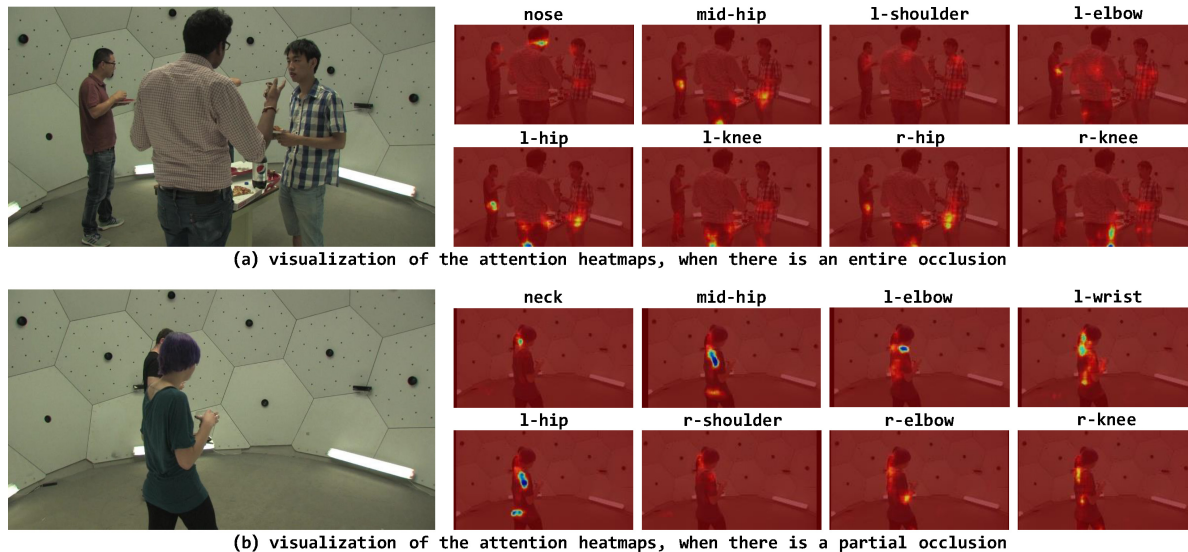 nose mid-hip l-shoulder l-elbow
l-hip l-knee r-hip r-knee
(a) visualization of the attention heatmaps, when there is an entire occlusion
neck mid-hip l-elbow l-wrist
l-hip r-shoulder r-elbow r-knee
(b) visualization of the attention heatmaps, when there is a partial occlusion